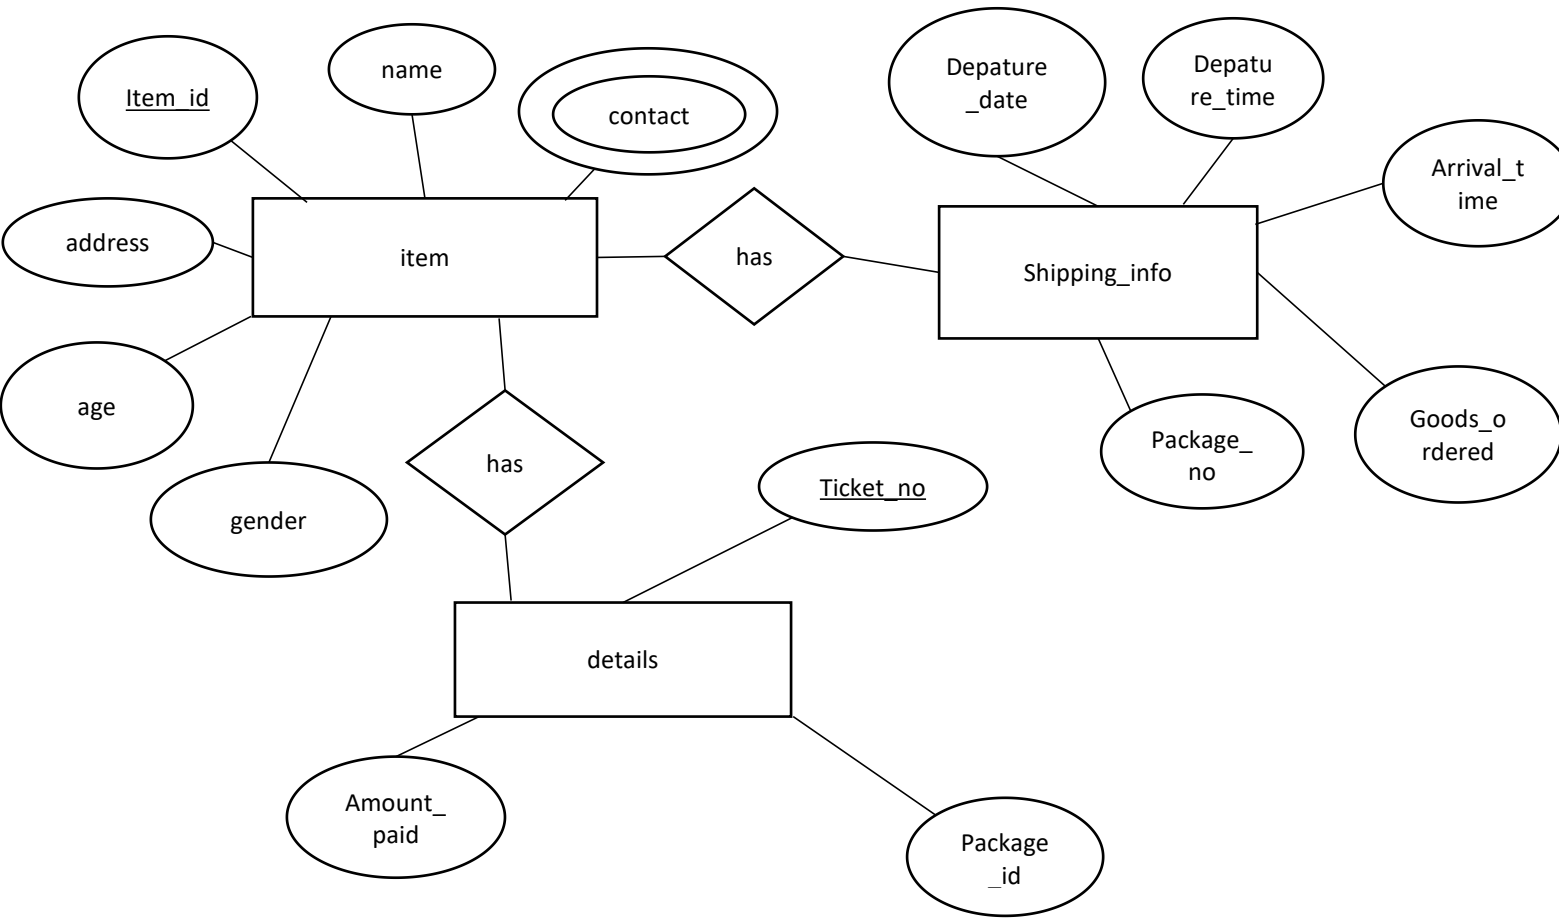 Item_id
name
contact
Depature
_date
Depatu
re_time
Arrival_t
ime
address
item
has
Shipping_info
age
gender
has
Ticket_no
Package_
no
Goods_o
rdered
details
Amount_
paid
Package
_id